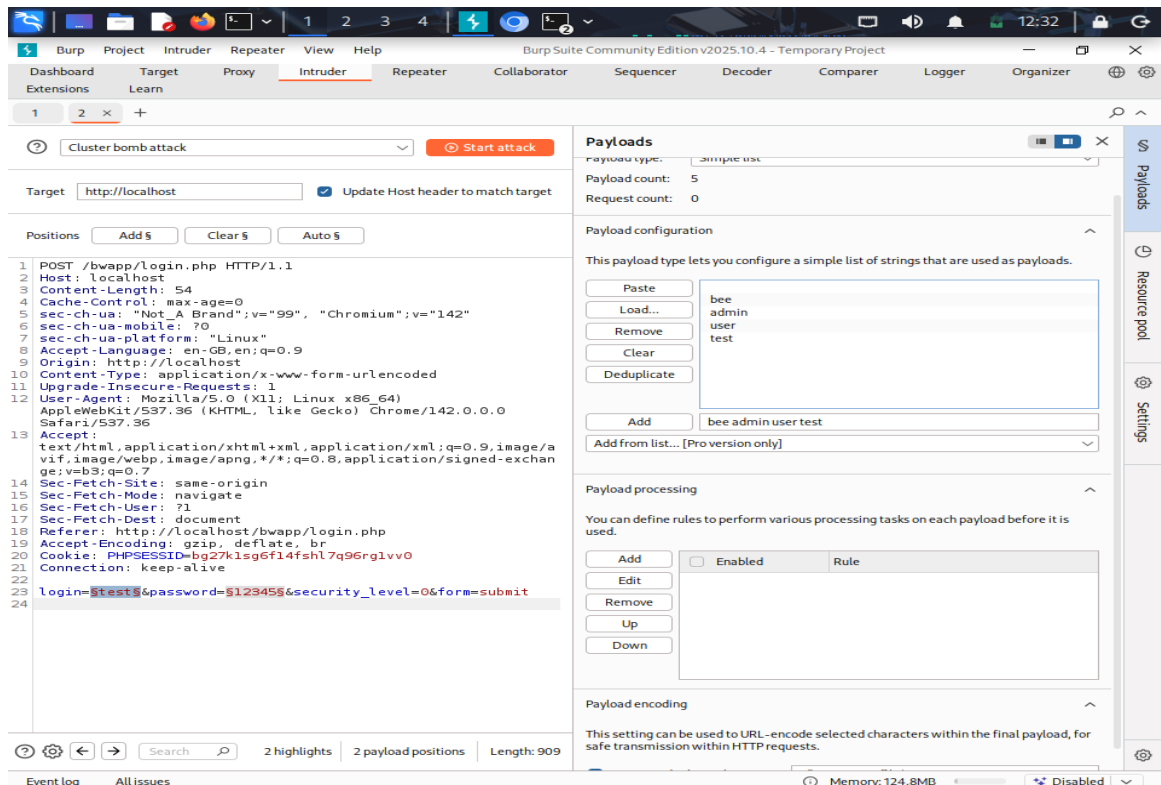 1 2 3 4 2 12:32
Burp Project Intruder Repeater View Help Burp Suite Community Edition v2025.10.4 - Temporary Project
Dashboard Target Proxy Intruder Repeater Collaborator Sequencer Decoder Comparer Logger Organizer
Extensions Learn
1 2 × +
Cluster bomb attack Start attack
Target http://localhost Update Host header to match target
Positions Add § Clear § Auto §
1 POST /bwapp/login.php HTTP/1.1
2 Host: localhost
3 Content-Length: 54
4 Cache-Control: max-age=0
5 sec-ch-ua: "Not_A Brand";v="99", "Chromium";v="142"
6 sec-ch-ua-mobile: ?0
7 sec-ch-ua-platform: "Linux"
8 Accept-Language: en-GB,en;q=0.9
9 Origin: http://localhost
10 Content-Type: application/x-www-form-urlencoded
11 Upgrade-Insecure-Requests: 1
12 User-Agent: Mozilla/5.0 (X11; Linux x86_64)
AppleWebKit/537.36 (KHTML, like Gecko) Chrome/142.0.0.0
Safari/537.36
13 Accept:
text/html,application/xhtml+xml,application/xml;q=0.9,image/a
vif,image/webp,image/apng,*/*;q=0.8,application/signed-exchan
ge;v=b3;q=0.7
14 Sec-Fetch-Site: same-origin
15 Sec-Fetch-Mode: navigate
16 Sec-Fetch-User: ?1
17 Sec-Fetch-Dest: document
18 Referer: http://localhost/bwapp/login.php
19 Accept-Encoding: gzip, deflate, br
20 Cookie: PHPSESSID=bg27k1sg6f14fshl7q96rg1vv0
21 Connection: keep-alive
22
23 login=§test§&password=§12345§&security_level=0&form=submit
24
Search 2 highlights 2 payload positions Length: 909
Event log All issues
Payloads
Payload type: Simple list
Payload count: 5
Request count: 0
Payload configuration
This payload type lets you configure a simple list of strings that are used as payloads.
Paste
Load...
Remove
Clear
Deduplicate
bee
admin
user
test
Add bee admin user test
Add from list... [Pro version only]
Payload processing
You can define rules to perform various processing tasks on each payload before it is
used.
Add Enabled Rule
Edit
Remove
Up
Down
Payload encoding
This setting can be used to URL-encode selected characters within the final payload, for
safe transmission within HTTP requests.
Memory: 124.8MB Disabled
Payloads
Resource pool
Settings